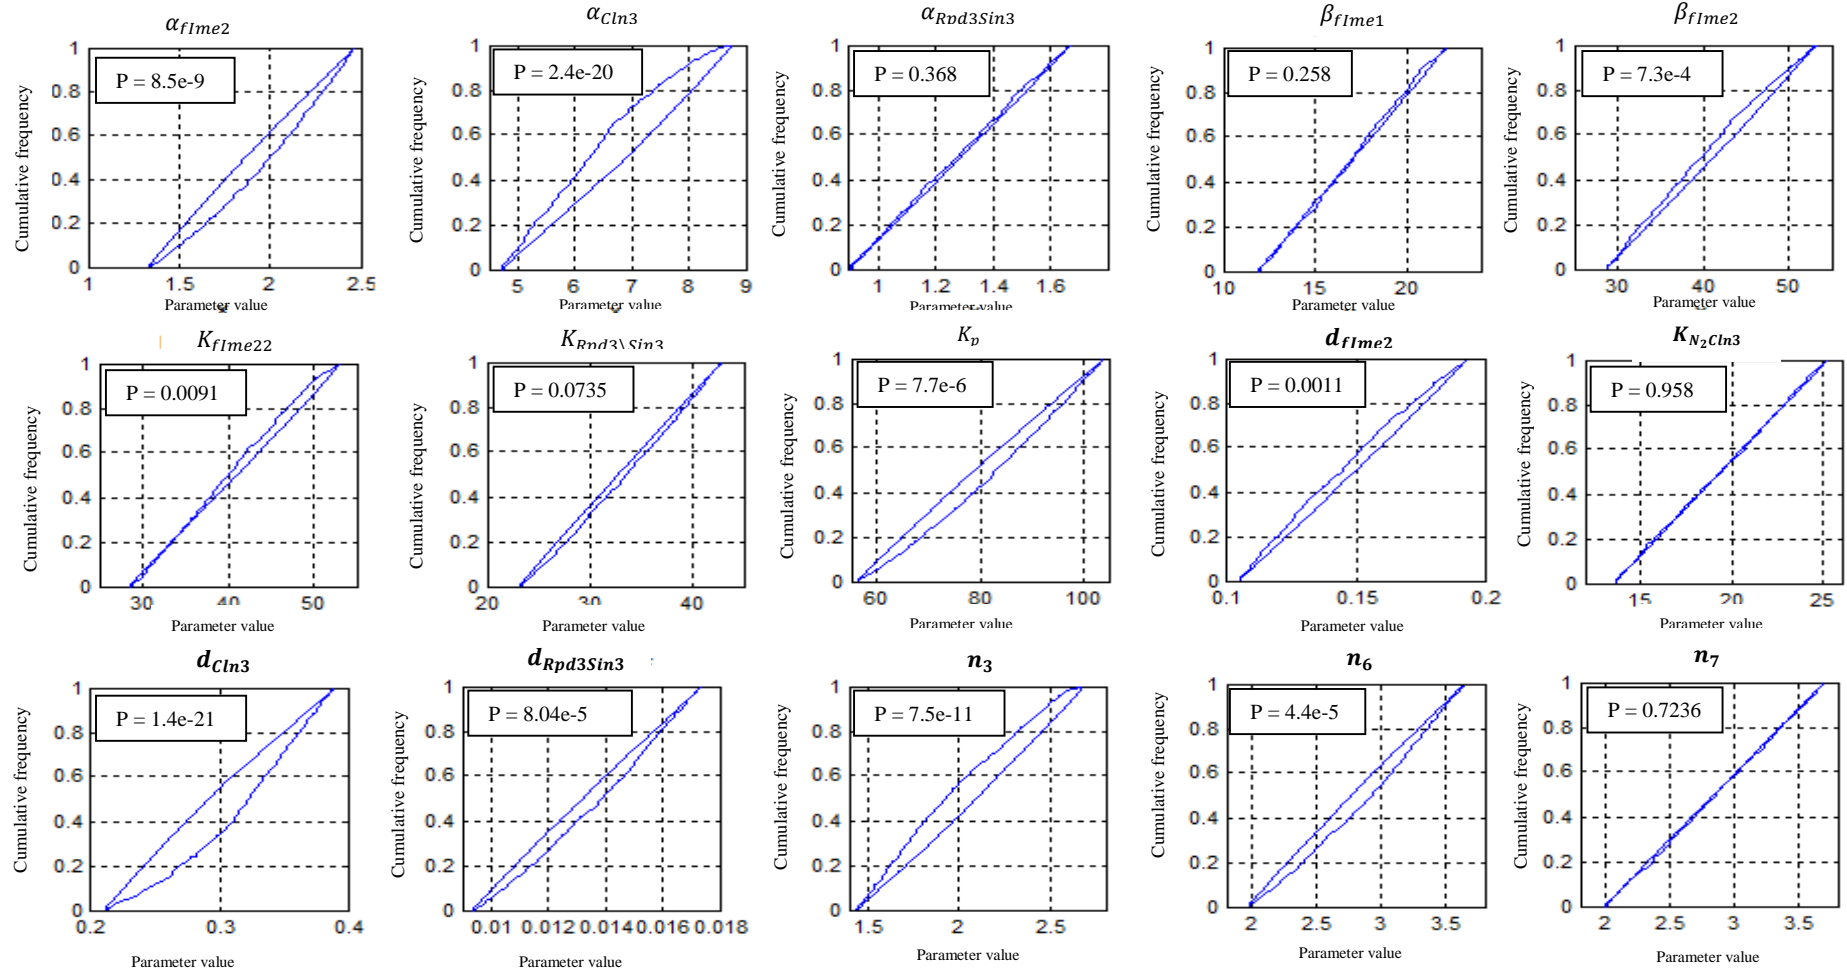 α_fIme2
α_Cln3
α_Rpd3Sin3
β_fIme1
β_fIme2
P = 8.5e-9
P = 2.4e-20
P = 0.368
P = 0.258
P = 7.3e-4
Cumulative frequency
Cumulative frequency
Cumulative frequency
Cumulative frequency
Cumulative frequency
1 0.8 0.6 0.4 0.2 0
1 0.8 0.6 0.4 0.2 0
1 0.8 0.6 0.4 0.2 0
1 0.8 0.6 0.4 0.2 0
1 0.8 0.6 0.4 0.2 0
1 1.5 2 2.5
5 6 7 8 9
1 1.2 1.4 1.6
10 15 20
30 40 50
Parameter value
Parameter value
Parameter value
Parameter value
Parameter value
K_fIme22
K_Rpd3\Sin3
K_p
d_fIme2
K_N₂Cln3
P = 0.0091
P = 0.0735
P = 7.7e-6
P = 0.0011
P = 0.958
Cumulative frequency
Cumulative frequency
Cumulative frequency
Cumulative frequency
Cumulative frequency
1 0.8 0.6 0.4 0.2 0
1 0.8 0.6 0.4 0.2 0
1 0.8 0.6 0.4 0.2 0
1 0.8 0.6 0.4 0.2 0
1 0.8 0.6 0.4 0.2 0
30 40 50
20 30 40
60 80 100
0.1 0.15 0.2
15 20 25
Parameter value
Parameter value
Parameter value
Parameter value
Parameter value
d_Cln3
d_Rpd3Sin3
n_3
n_6
n_7
P = 1.4e-21
P = 8.04e-5
P = 7.5e-11
P = 4.4e-5
P = 0.7236
Cumulative frequency
Cumulative frequency
Cumulative frequency
Cumulative frequency
Cumulative frequency
1 0.8 0.6 0.4 0.2 0
1 0.8 0.6 0.4 0.2 0
1 0.8 0.6 0.4 0.2 0
1 0.8 0.6 0.4 0.2 0
1 0.8 0.6 0.4 0.2 0
0.2 0.3 0.4
0.01 0.012 0.014 0.016 0.018
1.5 2 2.5
2 2.5 3 3.5
2 2.5 3 3.5
Parameter value
Parameter value
Parameter value
Parameter value
Parameter value